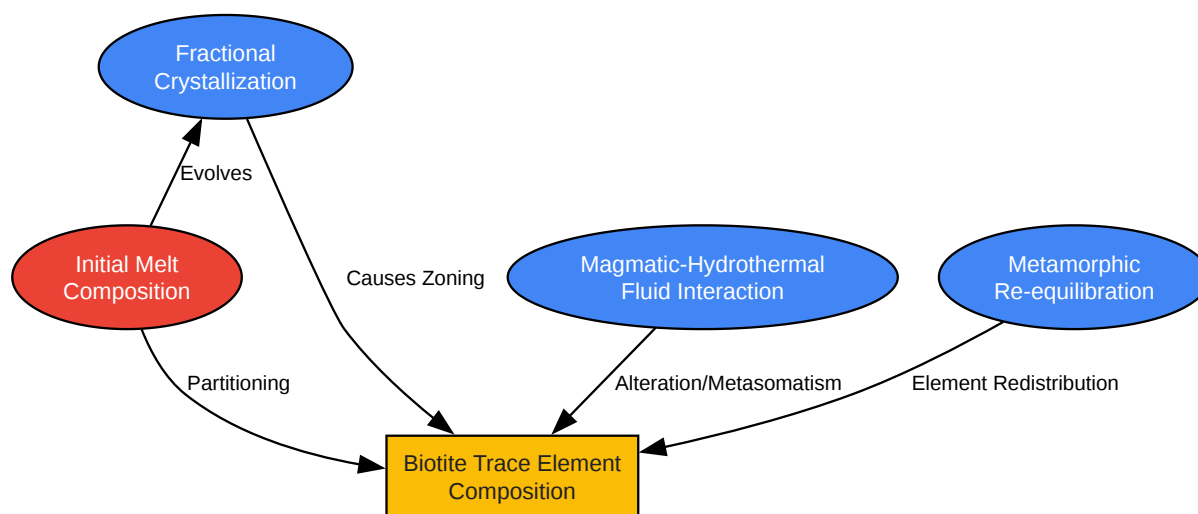 Fractional
Crystallization
Evolves
Initial Melt
Composition
Causes Zoning
Magmatic-Hydrothermal
Fluid Interaction
Metamorphic
Re-equilibration
Partitioning
Alteration/Metasomatism
Element Redistribution
Biotite Trace Element
Composition